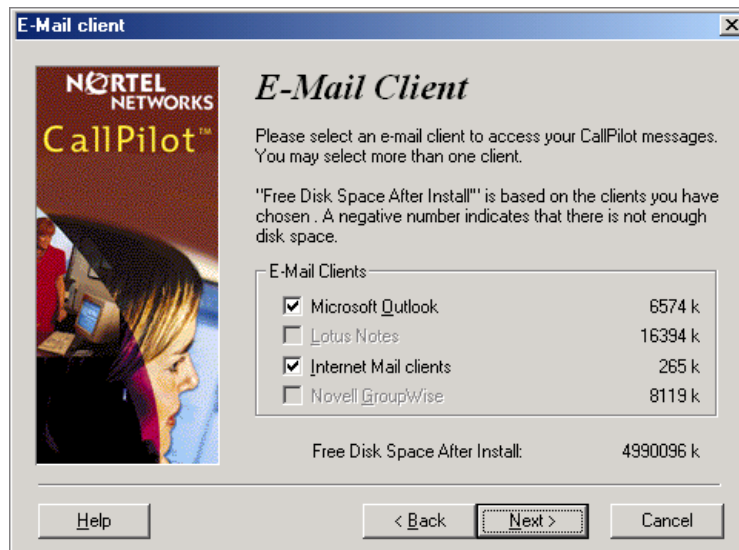 E-Mail client
NORTEL
NETWORKS
CallPilot™
E-Mail Client
Please select an e-mail client to access your CallPilot messages.
You may select more than one client.
"Free Disk Space After Install"' is based on the clients you have
chosen . A negative number indicates that there is not enough
disk space.
E-Mail Clients
Microsoft Outlook 6574 k
Lotus Notes 16394 k
Internet Mail clients 265 k
Novell GroupWise 8119 k
Free Disk Space After Install: 4990096 k
Help < Back Next > Cancel